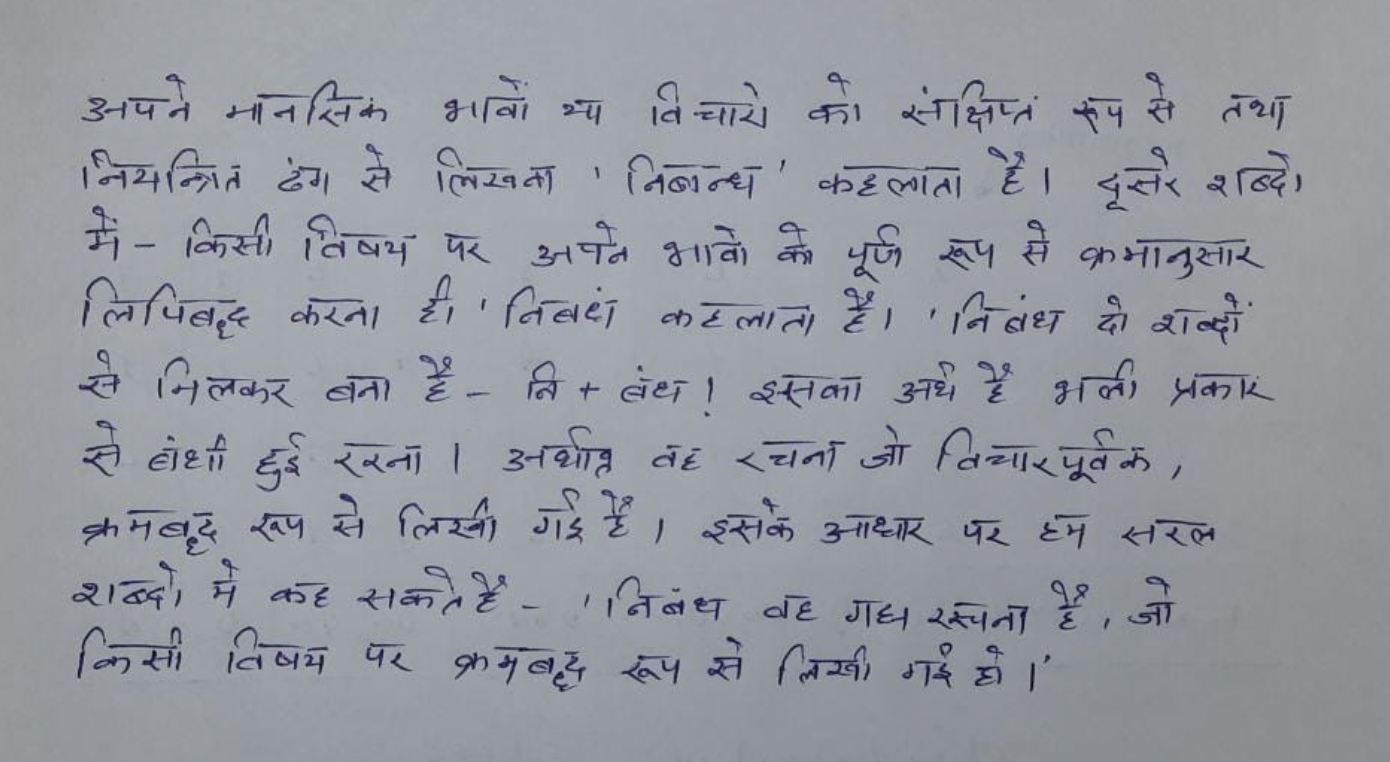 अपने मानसिक भावों या विचारो को संक्षिप्त रूप से तथा
नियन्त्रित ढंग से लिखना ' निबन्ध ' कहलाता है। दूसरे शब्दो
में - किसी विषय पर अपने भावो को पूर्ण रूप से क्रमानुसार
लिपिबद्ध करना ही ' निबधं कहलाता है। ' निबंध दो शब्दों
से मिलकर बना है - नि + बंध ! इसका अर्थ है भली प्रकार
से बंधी हुई ररना । अर्थात् वह रचना जो विचारपूर्वक ,
क्रमबद्ध रूप से लिखी गई है । इसके आधार पर हम सरल
शब्दो में कह सकते है - ' निबंध वह गद्य रचना है , जो
किसी विषय पर क्रमबद्ध रूप से लिखी गई हो ।'